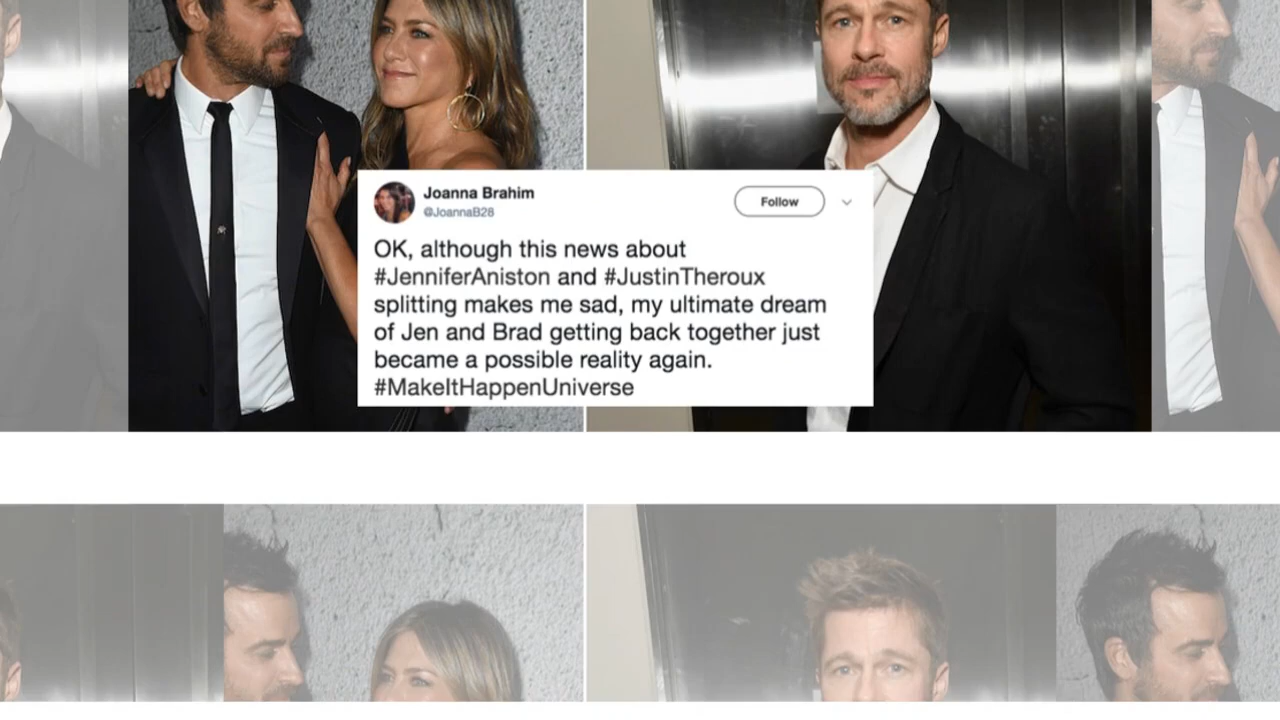 Joanna Brahim
@JoannaB28
Follow
OK, although this news about
#JenniferAniston and #JustinTheroux
splitting makes me sad, my ultimate dream
of Jen and Brad getting back together just
became a possible reality again.
#MakeItHappenUniverse